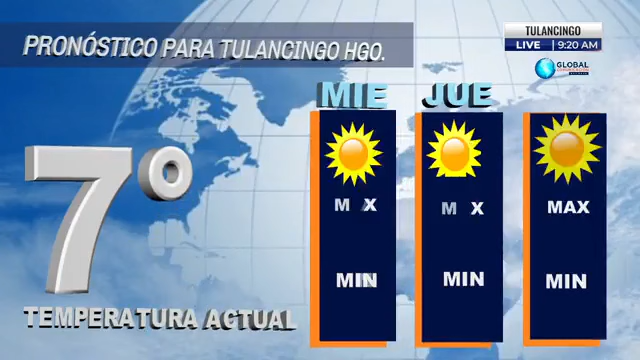 PRONÓSTICO PARA TULANCINGO HGO.
TULANCINGO
LIVE 9:20 AM
GLOBAL
MIE JUE
M X M X MAX
MIN MIN MIN
7°
TEMPERATURA ACTUAL